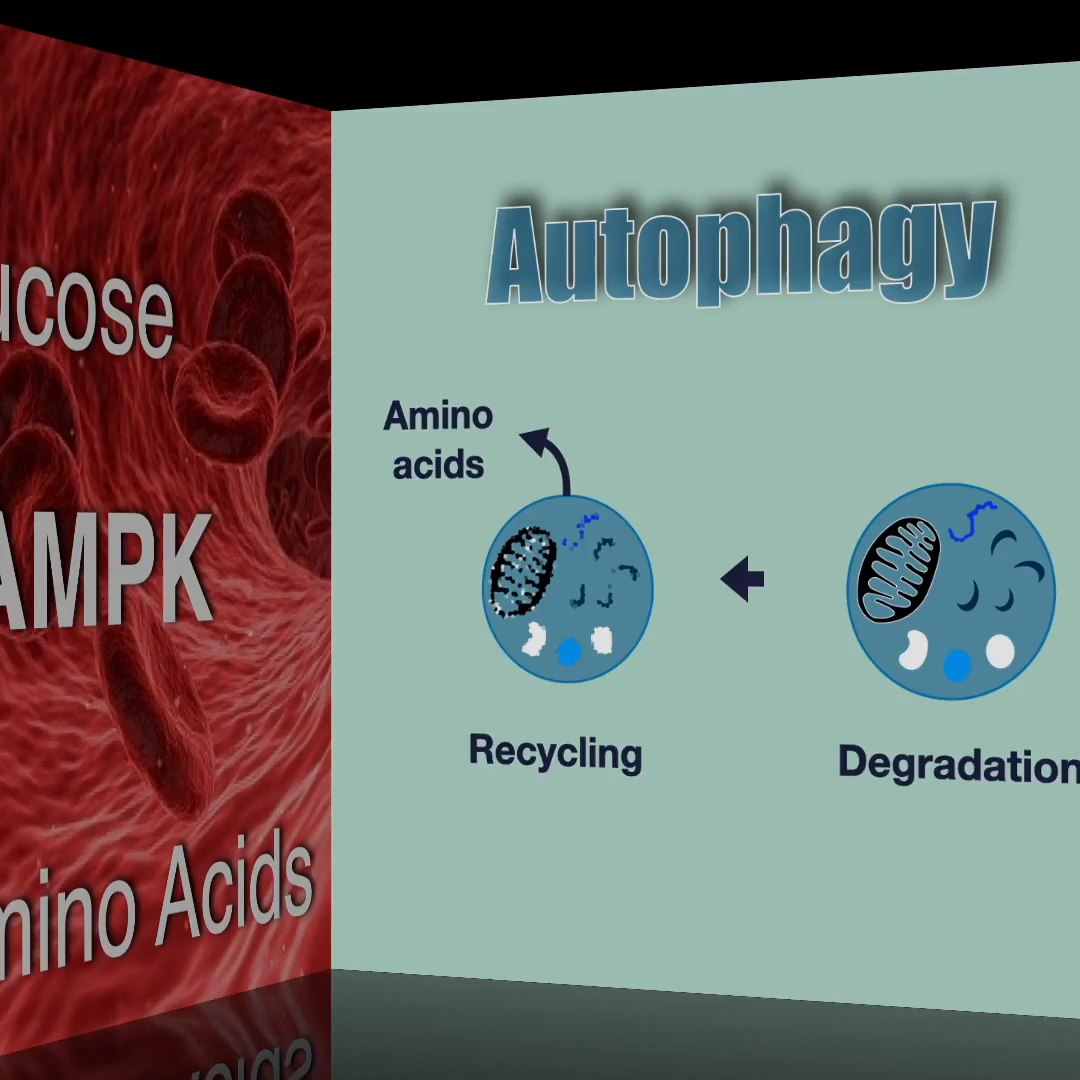 ucose
AMPK
mino Acids
Autophagy
Amino
acids
Recycling
Degradation